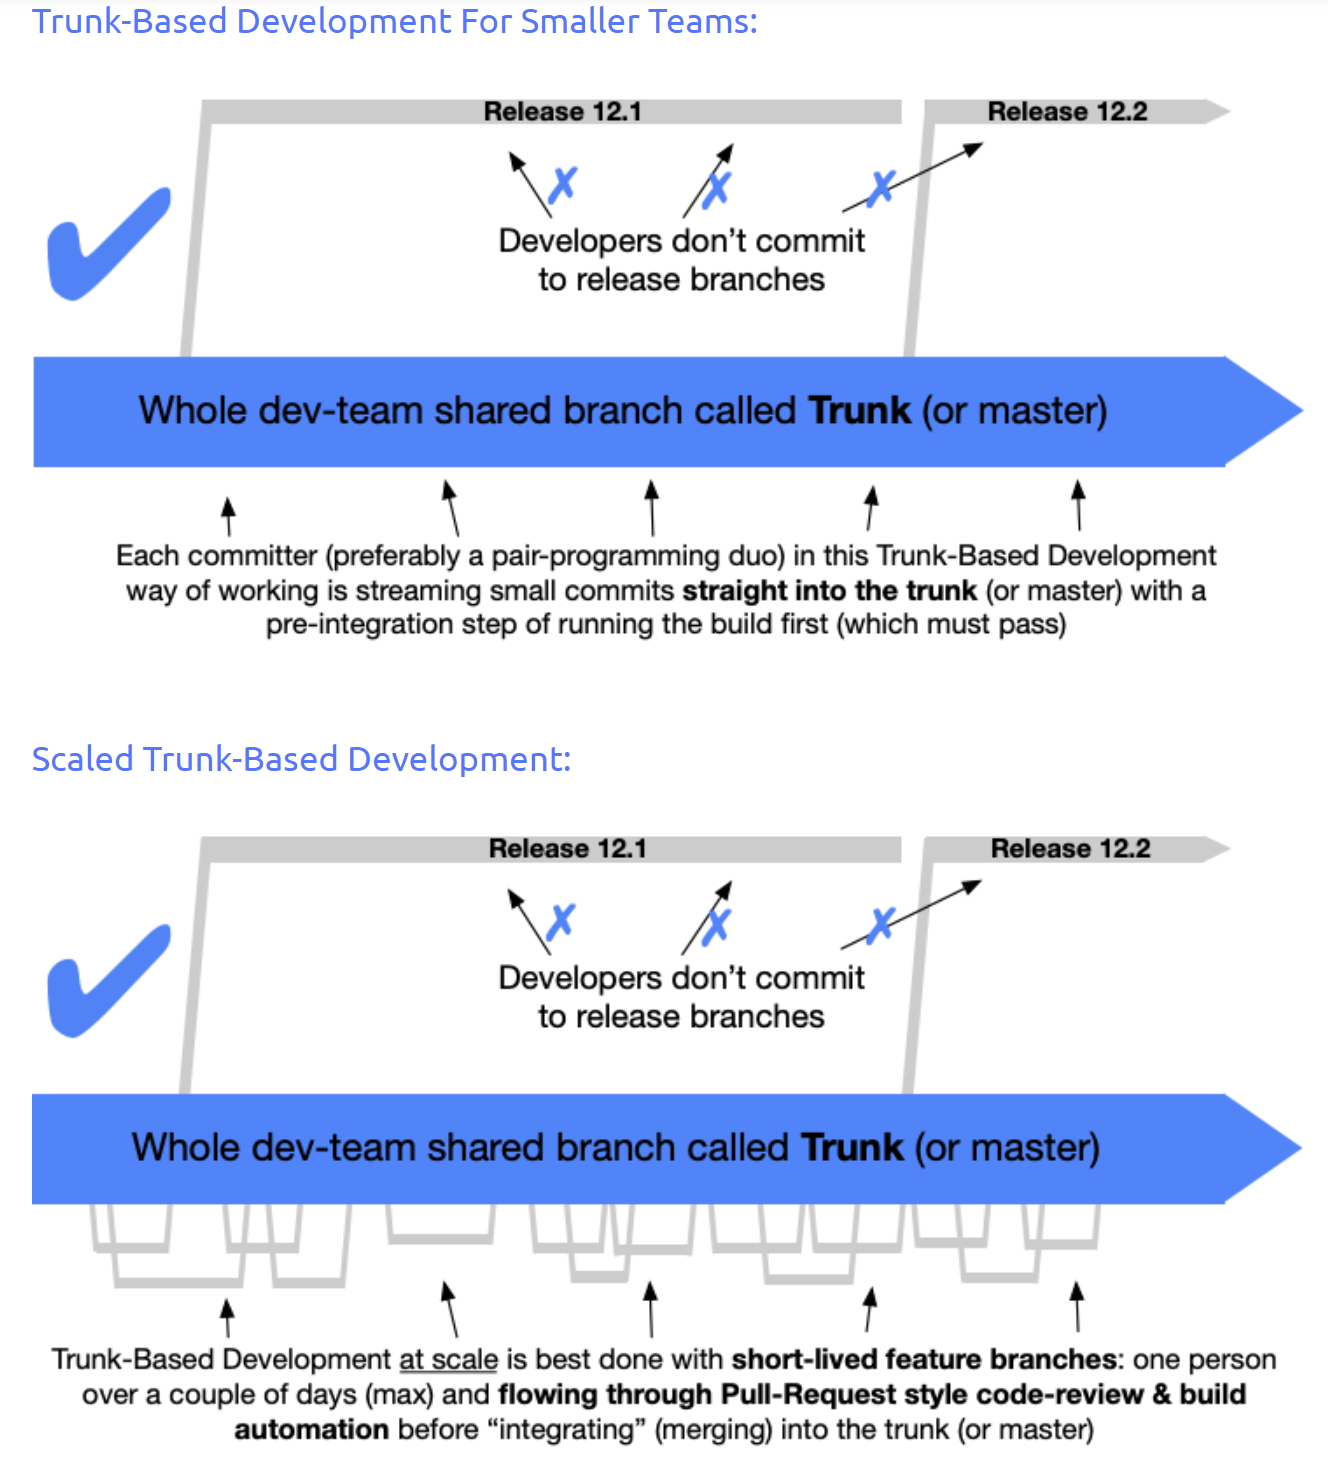 Trunk-Based Development For Smaller Teams:
Release 12.1
Release 12.2
Developers don't commit
to release branches
Whole dev-team shared branch called Trunk (or master)
Each committer (preferably a pair-programming duo) in this Trunk-Based Development
way of working is streaming small commits straight into the trunk (or master) with a
pre-integration step of running the build first (which must pass)
Scaled Trunk-Based Development:
Release 12.1
Release 12.2
Developers don't commit
to release branches
Whole dev-team shared branch called Trunk (or master)
Trunk-Based Development at scale is best done with short-lived feature branches: one person
over a couple of days (max) and flowing through Pull-Request style code-review & build
automation before “integrating” (merging) into the trunk (or master)